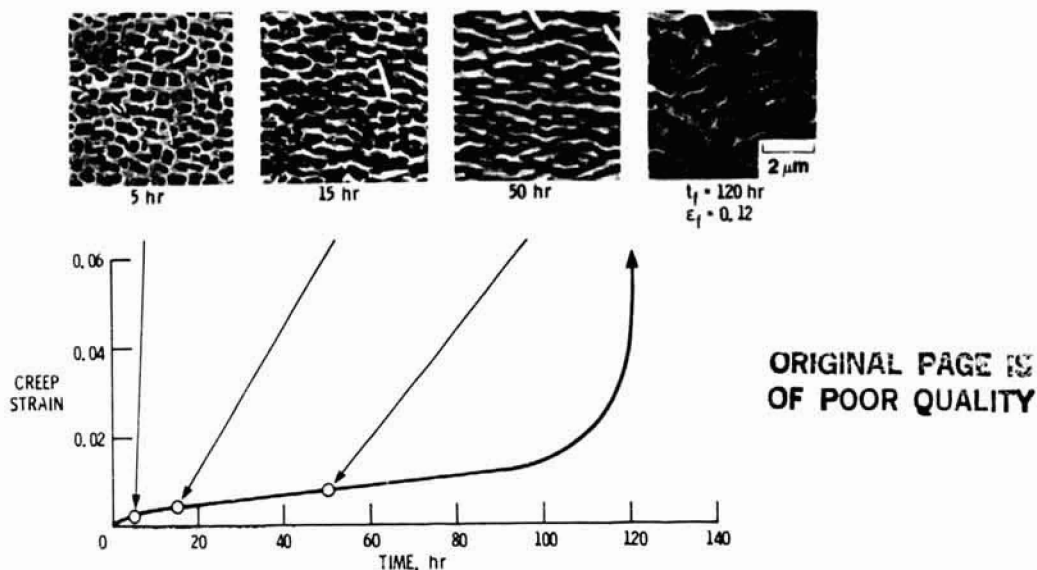 5 hr
15 hr
50 hr
t_f = 120 hr
ε_f = 0.12
2 μm
0.06
0.04
0.02
CREEP
STRAIN
0 20 40 60 80 100 120 140
TIME, hr
ORIGINAL PAGE IS
OF POOR QUALITY